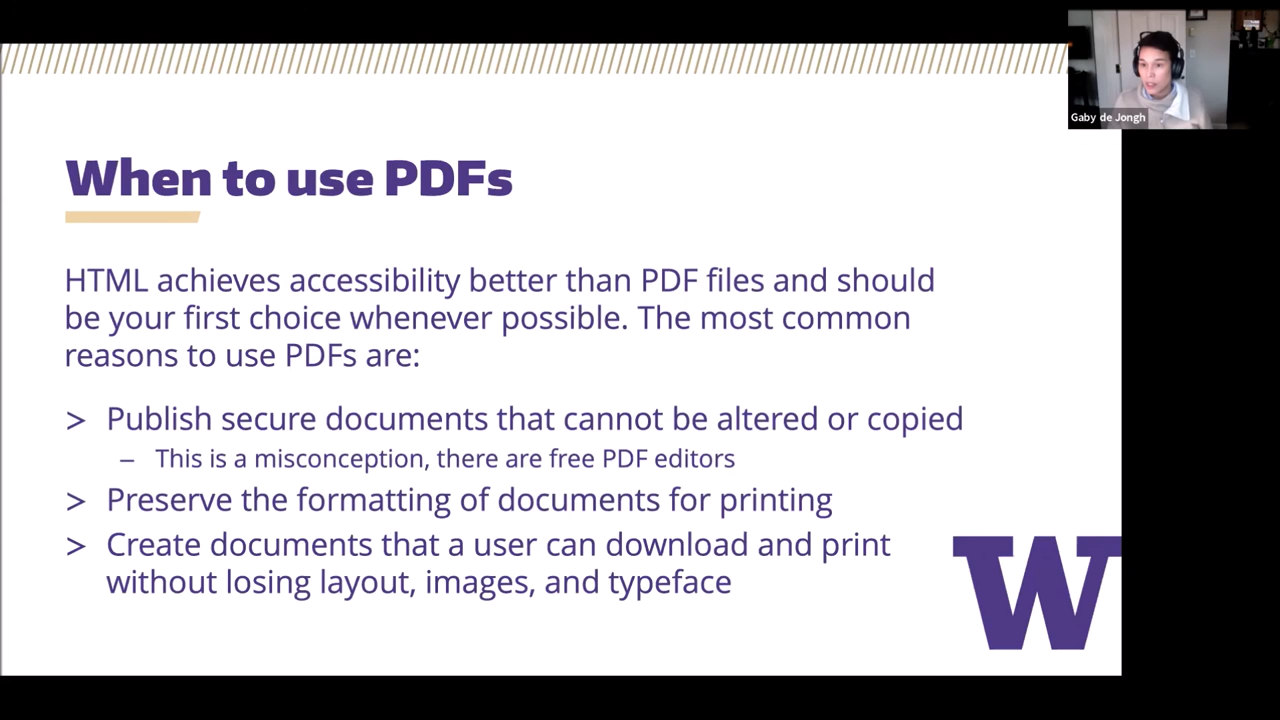 Gaby de Jongh
When to use PDFs
HTML achieves accessibility better than PDF files and should
be your first choice whenever possible. The most common
reasons to use PDFs are:
> Publish secure documents that cannot be altered or copied
– This is a misconception, there are free PDF editors
> Preserve the formatting of documents for printing
> Create documents that a user can download and print
without losing layout, images, and typeface
W